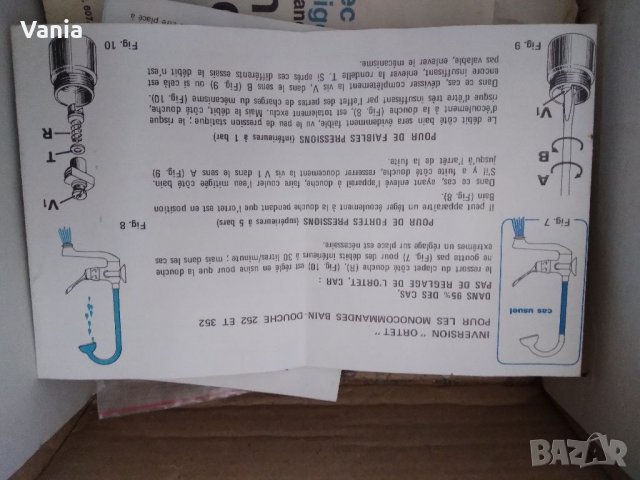 Vania
INVERSION "ORTET"
POUR LES MONOCOMMANDES BAIN-DOUCHE 252 ET 352
DANS 95% DES CAS,
PAS DE REGLAGE DE L'ORTET, CAR :
le ressort du clapet côté douche (R), (Fig 10) est réglé en usine pour que la douche
ne goutte pas (Fig. 7) pour des débits inférieurs à 30 litres/minute ; mais dans les cas
extrêmes un réglage sur place est nécessaire.
cas usuel
Fig. 7
POUR DE FORTES PRESSIONS (supérieures à 5 bars)
Fig. 8
Il peut apparaître un léger écoulement à la douche pendant que l'ortet est en position
Bain (Fig. 8).
Dans ce cas, ayant enlevé l'appareil à douche, faire couler l'eau mitigée côté bain.
S'il y a fuite côté douche, resserrer doucement la vis V 1 dans le sens A (Fig 9)
jusqu'à l'arrêt de la fuite.
POUR DE FAIBLES PRESSIONS (inférieures à 1 bar)
Le débit côté bain sera évidemment faible, vu le peu de pression statique ; le risque
d'écoulement à la douche (Fig. 8), est totalement exclu. Mais le débit, côté douche,
risque d'être très insuffisant par l'effet des pertes de charges du mécanisme (Fig. 10).
Dans ce cas, dévisser complètement la vis V, dans le sens B (Fig 9) ou si celà est
encore insuffisant, enlever la rondelle T. Si après ces différents essais le débit n'est
pas valable, enlever le mécanisme.
Fig. 9
V1
B
A
Fig. 10
R
T
V1
BAZAR